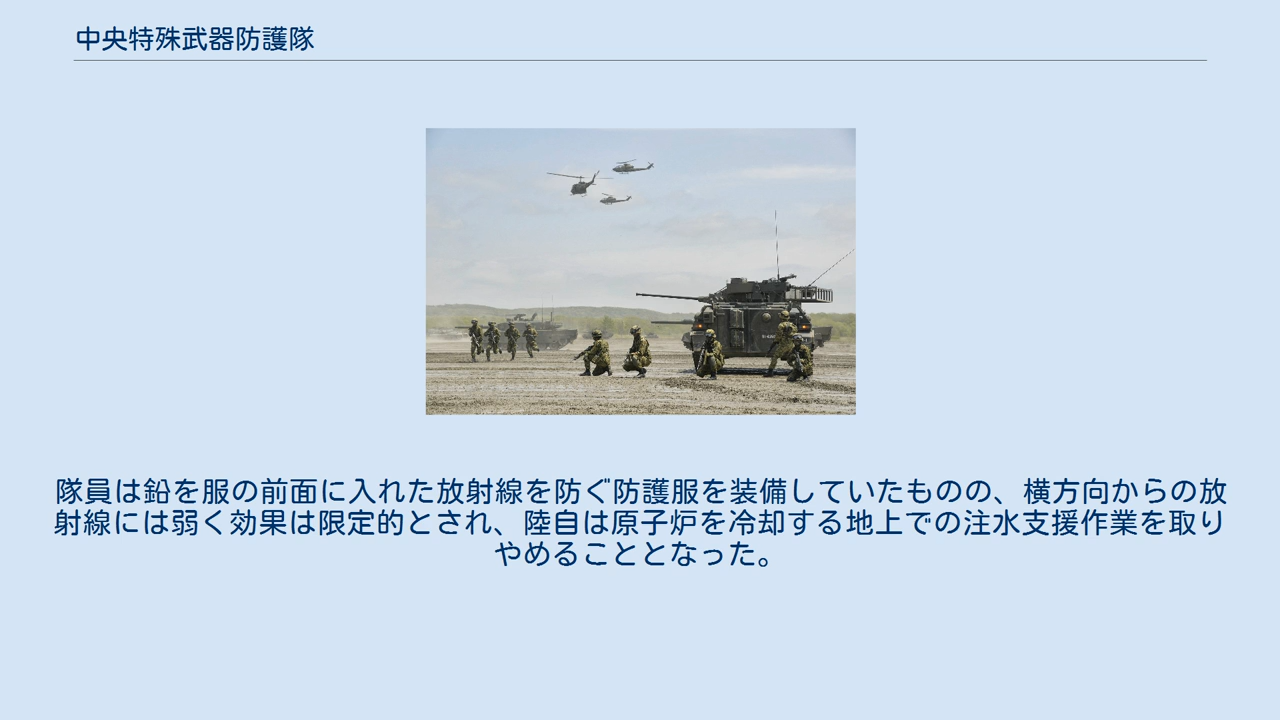 中央特殊武器防護隊
隊員は鉛を服の前面に入れた放射線を防ぐ防護服を装備していたものの、横方向からの放
射線には弱く効果は限定的とされ、陸自は原子炉を冷却する地上での注水支援作業を取り
やめることとなった。